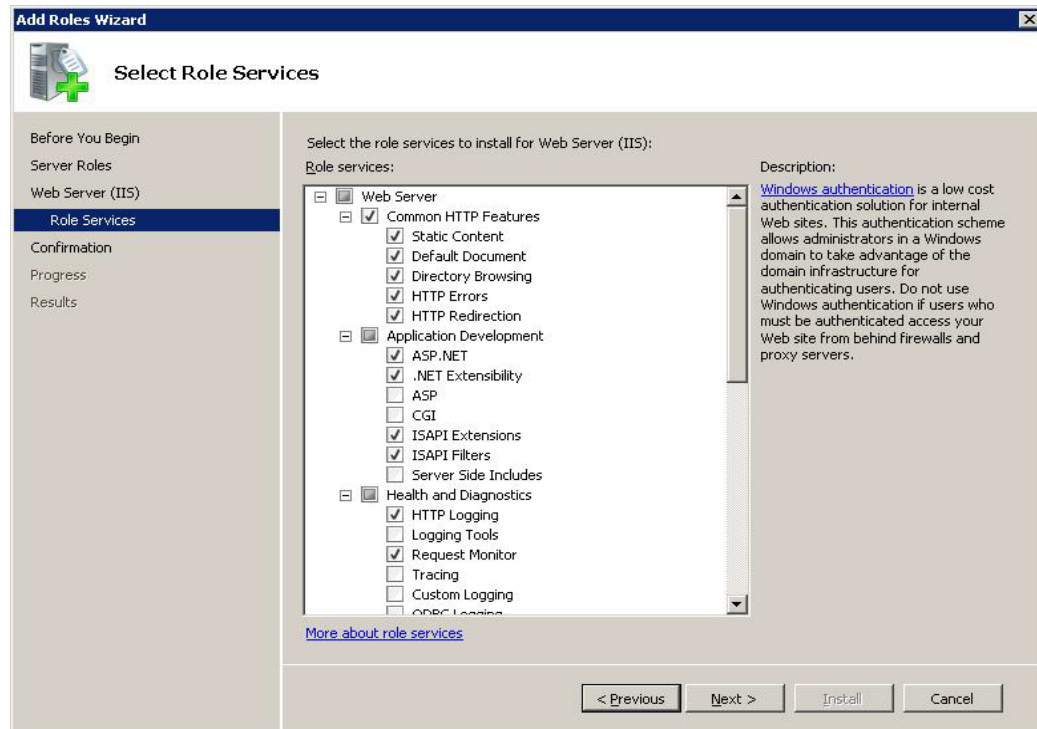 Add Roles Wizard
Select Role Services
Before You Begin
Server Roles
Web Server (IIS)
Role Services
Confirmation
Progress
Results
Select the role services to install for Web Server (IIS):
Role services:
Web Server
Common HTTP Features
Static Content
Default Document
Directory Browsing
HTTP Errors
HTTP Redirection
Application Development
ASP.NET
.NET Extensibility
ASP
CGI
ISAPI Extensions
ISAPI Filters
Server Side Includes
Health and Diagnostics
HTTP Logging
Logging Tools
Request Monitor
Tracing
Custom Logging
ODBC Logging
More about role services
Description:
Windows authentication is a low cost
authentication solution for internal
Web sites. This authentication scheme
allows administrators in a Windows
domain to take advantage of the
domain infrastructure for
authenticating users. Do not use
Windows authentication if users who
must be authenticated access your
Web site from behind firewalls and
proxy servers.
< Previous
Next >
Install
Cancel